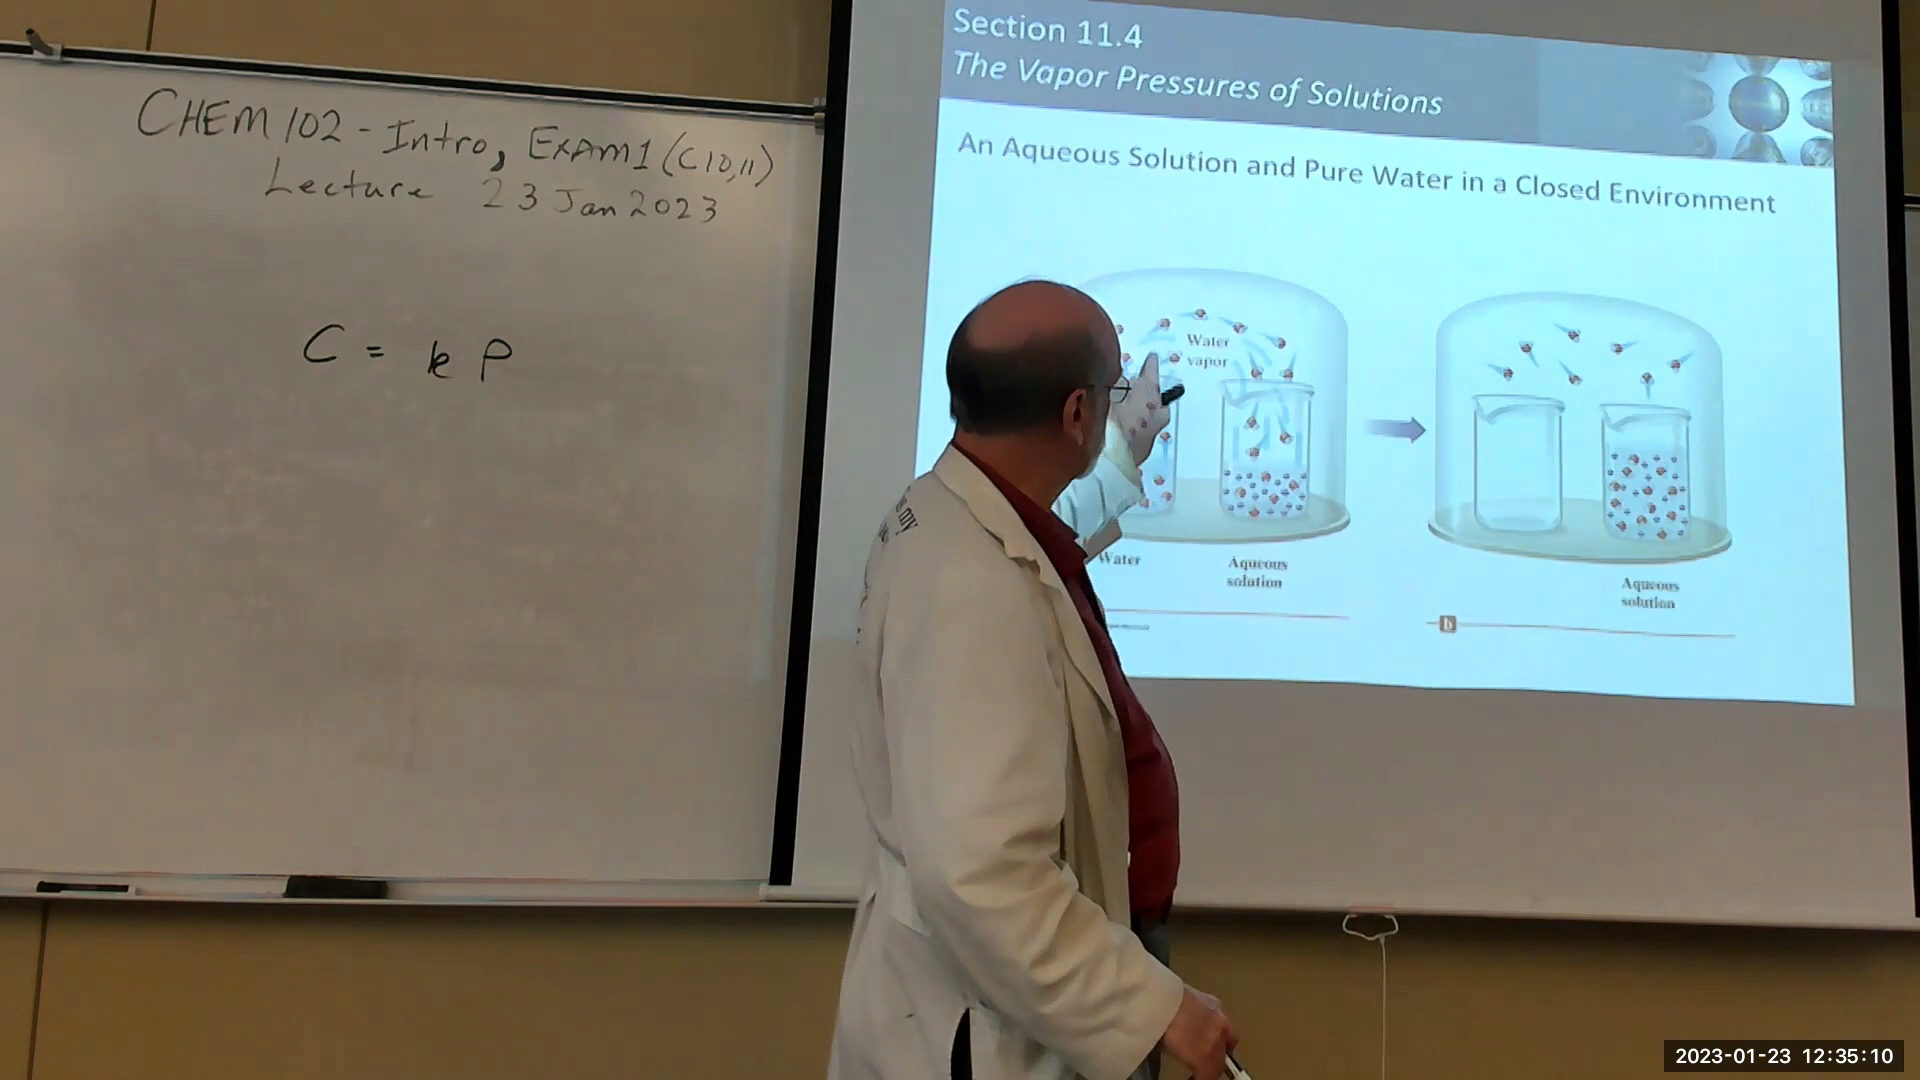 CHEM 102 - Intro, EXAM 1 (C10,11)
Lecture 23 Jan 2023
C = k P
Section 11.4
The Vapor Pressures of Solutions
An Aqueous Solution and Pure Water in a Closed Environment
Water
vapor
Water
Aqueous
solution
Aqueous
solution
b
my
2023-01-23 12:35:10